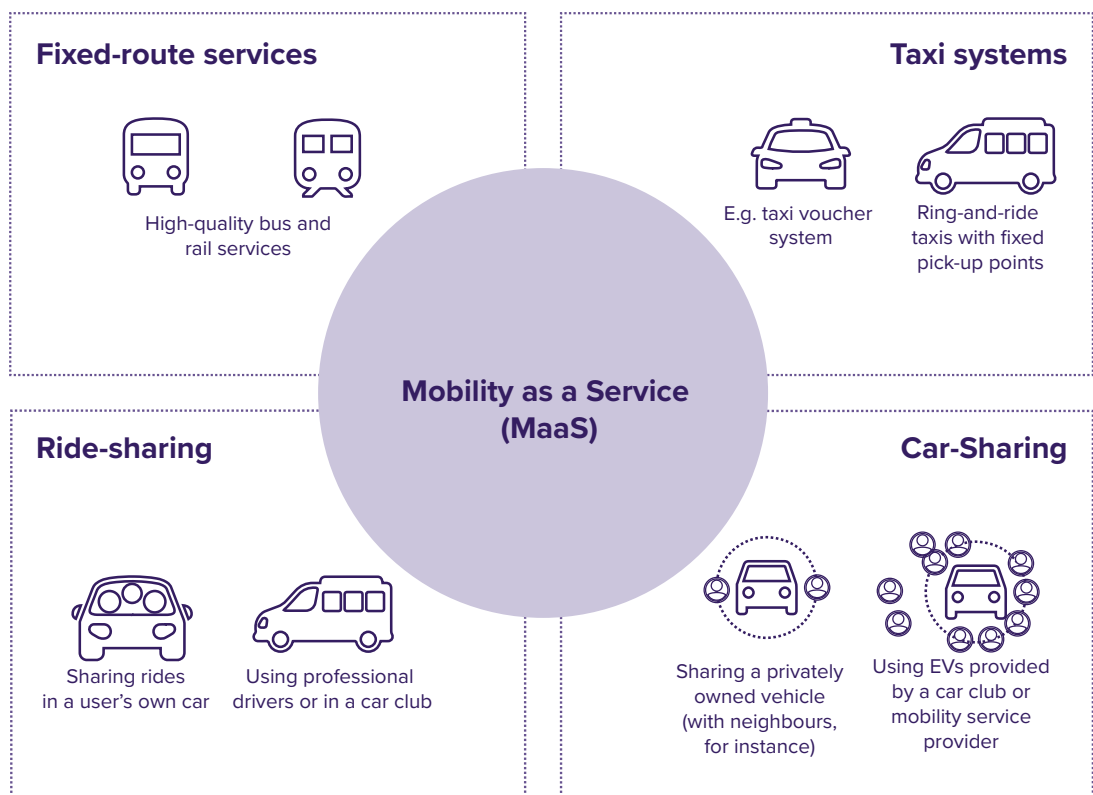 Fixed-route services
High-quality bus and
rail services
Taxi systems
E.g. taxi voucher
system
Ring-and-ride
taxis with fixed
pick-up points
Mobility as a Service
(MaaS)
Ride-sharing
Sharing rides
in a user’s own car
Using professional
drivers or in a car club
Car-Sharing
Sharing a privately
owned vehicle
(with neighbours,
for instance)
Using EVs provided
by a car club or
mobility service
provider